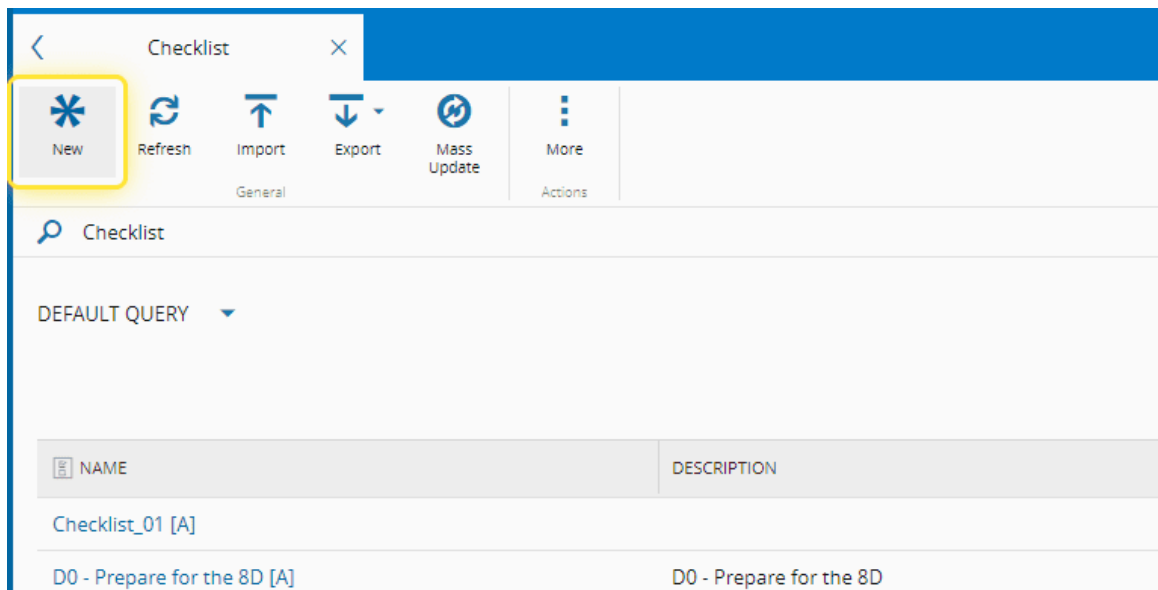 Checklist
New
Refresh
Import
Export
Mass
Update
More
General
Actions
Checklist
DEFAULT QUERY
NAME
DESCRIPTION
Checklist_01 [A]
D0 - Prepare for the 8D [A]
D0 - Prepare for the 8D